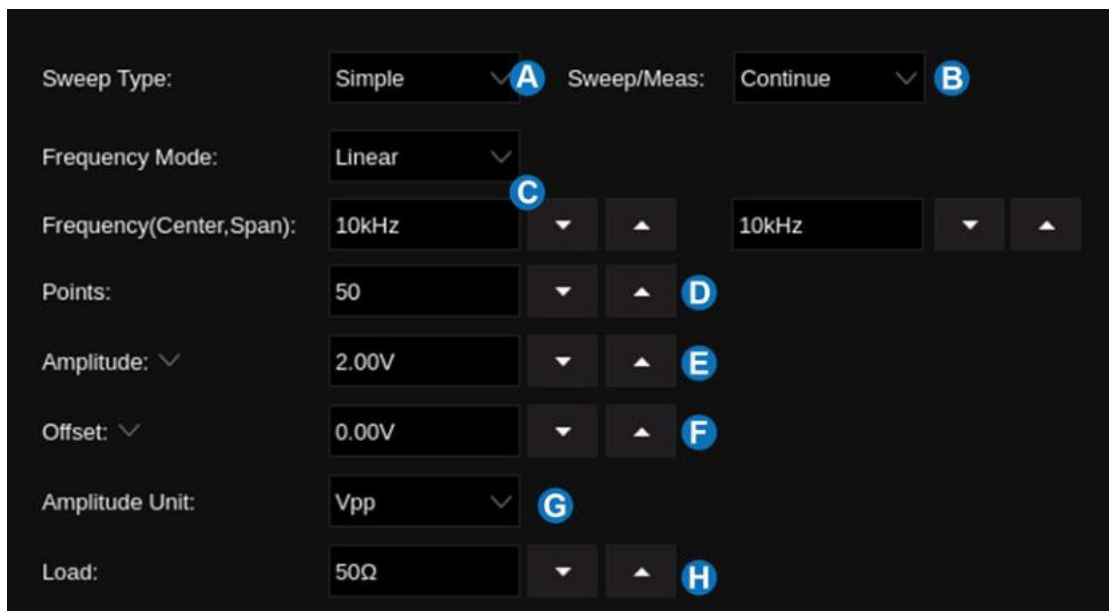 Sweep Type: Simple A Sweep/Meas: Continue B
Frequency Mode: Linear
C
Frequency(Center,Span): 10kHz 10kHz
Points: 50 D
Amplitude: 2.00V E
Offset: 0.00V F
Amplitude Unit: Vpp G
Load: 50Ω H